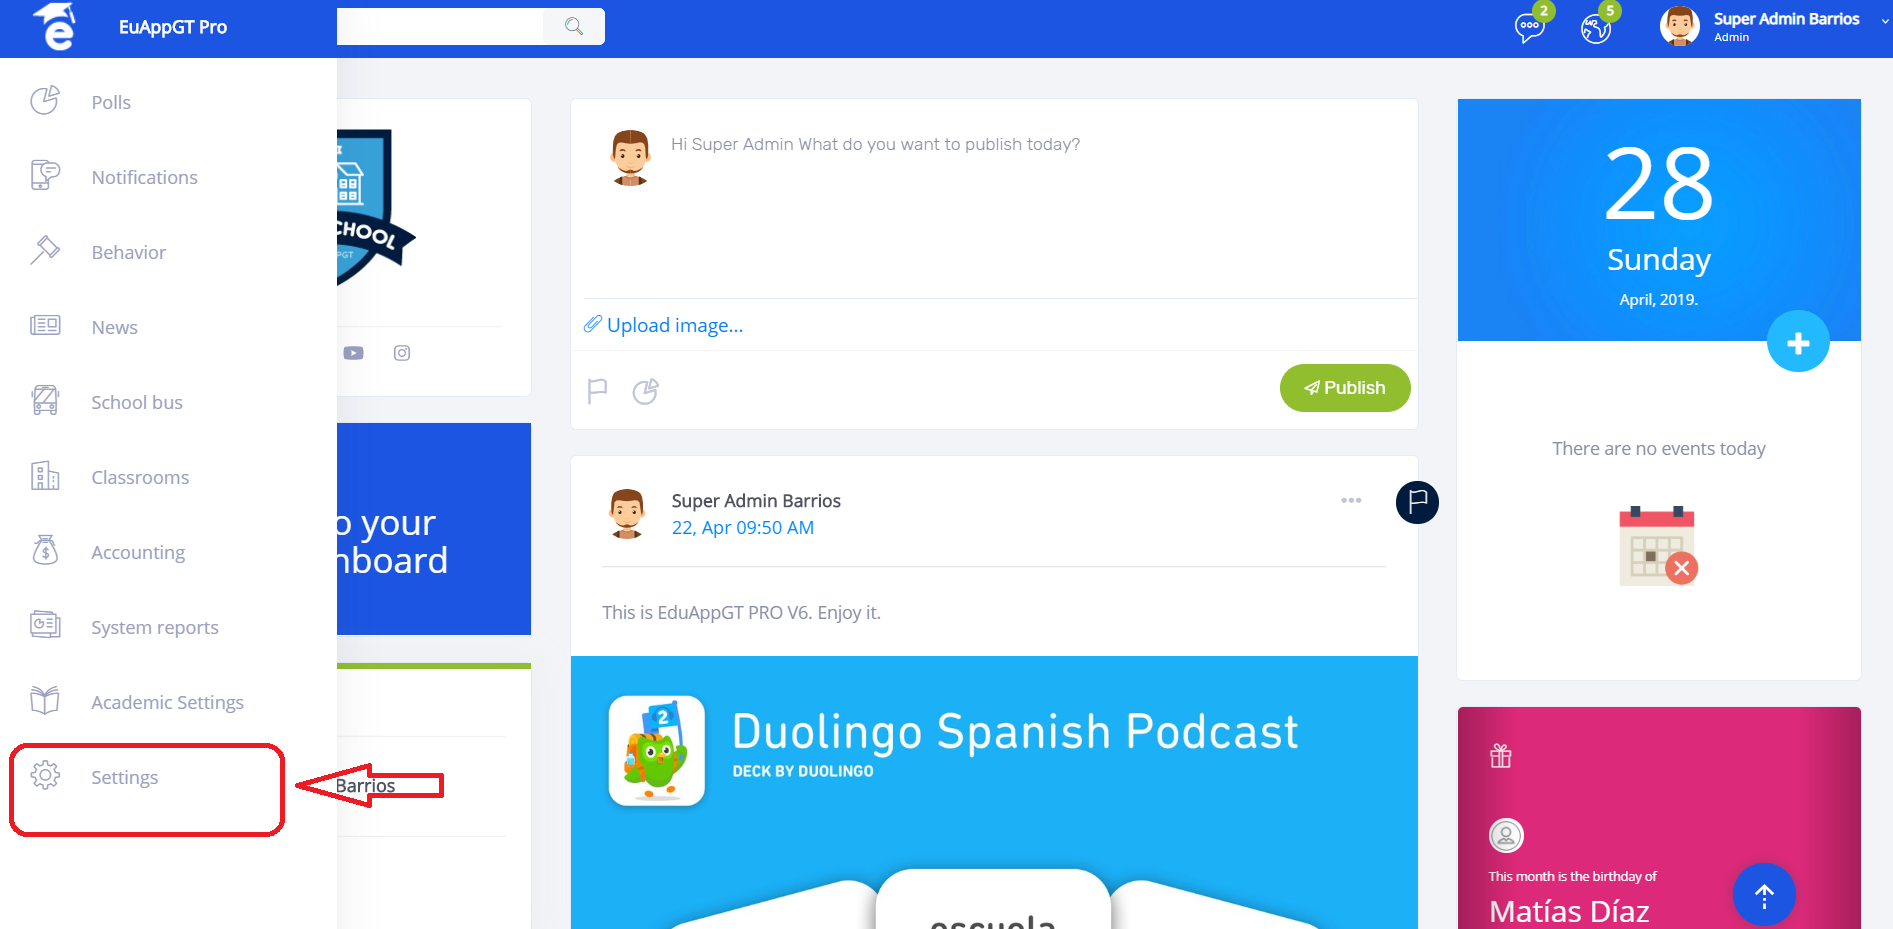 EuAppGT Pro
2
5
Super Admin Barrios
Admin
Polls
Notifications
Behavior
News
School bus
Classrooms
Accounting
System reports
Academic Settings
Settings
CHOOL
PGT
o your
nboard
Barrios
Hi Super Admin What do you want to publish today?
Upload image...
Publish
Super Admin Barrios
22, Apr 09:50 AM
This is EduAppGT PRO V6. Enjoy it.
2
Duolingo Spanish Podcast
DECK BY DUOLINGO
escuela
28
Sunday
April, 2019.
There are no events today
This month is the birthday of
Matías Díaz